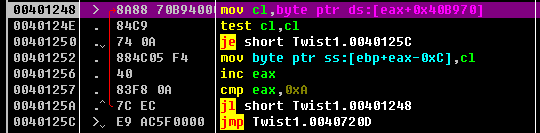 00401248 > 8A88 70B94000 mov cl,byte ptr ds:[eax+0x40B970]
0040124E . 84C9 test cl,cl
00401250 . 74 0A je short Twist1.0040125C
00401252 . 884C05 F4 mov byte ptr ss:[ebp+eax-0xC],cl
00401256 . 40 inc eax
00401257 . 83F8 0A cmp eax,0xA
0040125A . 7C EC jl short Twist1.00401248
0040125C > E9 AC5F0000 jmp Twist1.0040720D